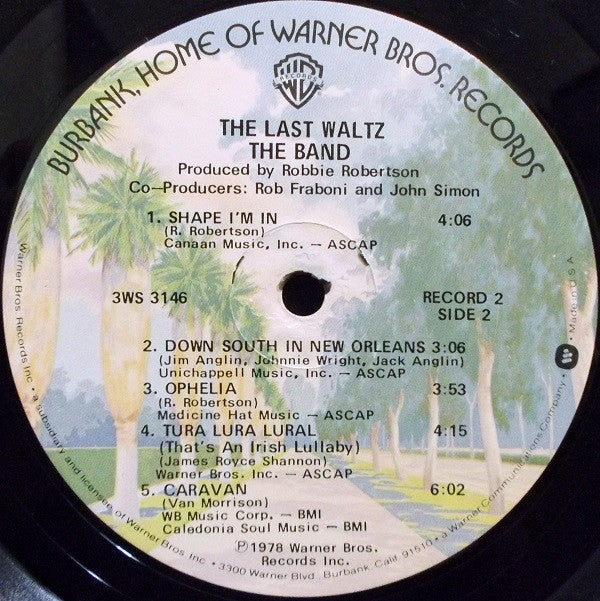 BURBANK, HOME OF WARNER BROS. RECORDS
WB
RECORDS
THE LAST WALTZ
THE BAND
Produced by Robbie Robertson
Co-Producers: Rob Fraboni and John Simon
1. SHAPE I'M IN 4:06
(R. Robertson)
Canaan Music, Inc. - ASCAP
3WS 3146 RECORD 2
SIDE 2
2. DOWN SOUTH IN NEW ORLEANS 3:06
(Jim Anglin, Johnnie Wright, Jack Anglin)
Unichappell Music, Inc. - ASCAP
3. OPHELIA 3:53
(R. Robertson)
Medicine Hat Music - ASCAP
4. TURA LURA LURAL 4:15
(That's An Irish Lullaby)
(James Royce Shannon)
Warner Bros. Inc. - ASCAP
5. CARAVAN 6:02
(Van Morrison)
WB Music Corp. - BMI
Caledonia Soul Music - BMI
℗1978 Warner Bros.
Records Inc.
Warner Bros. Records Inc. • a subsidiary and licensee of Warner Bros. Inc. • 3300 Warner Blvd., Burbank, Calif. 91510 • a Warner Communications Company
• Made in U.S.A.